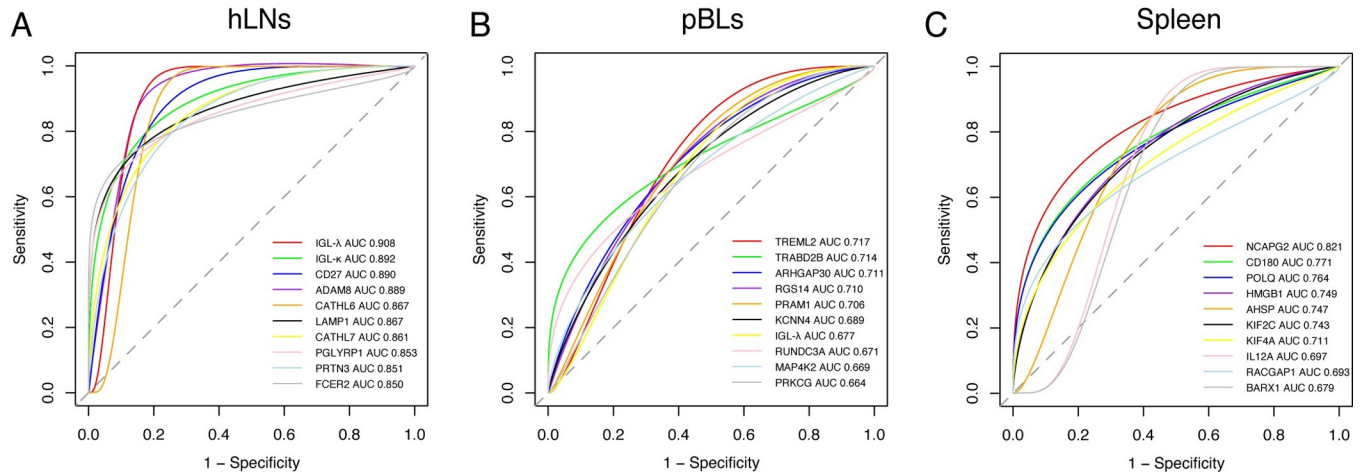 A
hLNs
Sensitivity
1.0
0.8
0.6
0.4
0.2
0.0
IGL-λ AUC 0.908
IGL-κ AUC 0.892
CD27 AUC 0.890
ADAM8 AUC 0.889
CATHL6 AUC 0.867
LAMP1 AUC 0.867
CATHL7 AUC 0.861
PGLYRP1 AUC 0.853
PRTN3 AUC 0.851
FCER2 AUC 0.850
0.0 0.2 0.4 0.6 0.8 1.0
1 − Specificity
B
pBLs
Sensitivity
1.0
0.8
0.6
0.4
0.2
0.0
TREML2 AUC 0.717
TRABD2B AUC 0.714
ARHGAP30 AUC 0.711
RGS14 AUC 0.710
PRAM1 AUC 0.706
KCNN4 AUC 0.689
IGL-λ AUC 0.677
RUNDC3A AUC 0.671
MAP4K2 AUC 0.669
PRKCG AUC 0.664
0.0 0.2 0.4 0.6 0.8 1.0
1 − Specificity
C
Spleen
Sensitivity
1.0
0.8
0.6
0.4
0.2
0.0
NCAPG2 AUC 0.821
CD180 AUC 0.771
POLQ AUC 0.764
HMGB1 AUC 0.749
AHSP AUC 0.747
KIF2C AUC 0.743
KIF4A AUC 0.711
IL12A AUC 0.697
RACGAP1 AUC 0.693
BARX1 AUC 0.679
0.0 0.2 0.4 0.6 0.8 1.0
1 − Specificity